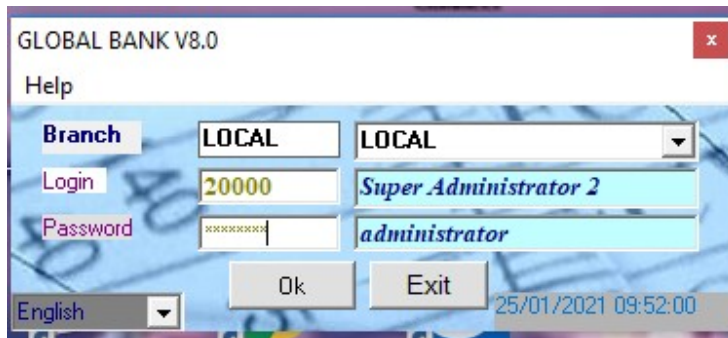 GLOBAL BANK V8.0
x
Help
Branch LOCAL LOCAL
Login 20000 Super Administrator 2
Password ******** administrator
Ok Exit
English 25/01/2021 09:52:00